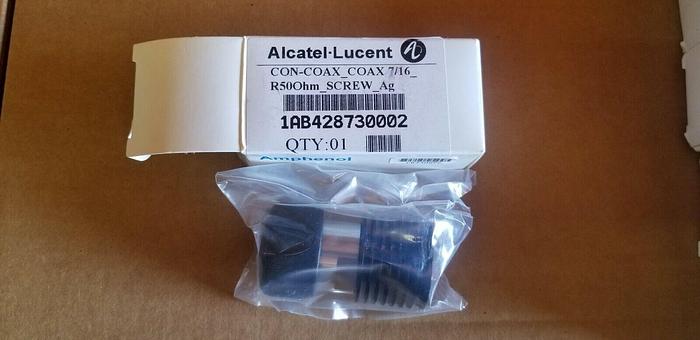 Alcatel·Lucent
CON-COAX_COAX 7/16_
R50Ohm_SCREW_Ag
1AB428730002
QTY:01
Amphenol